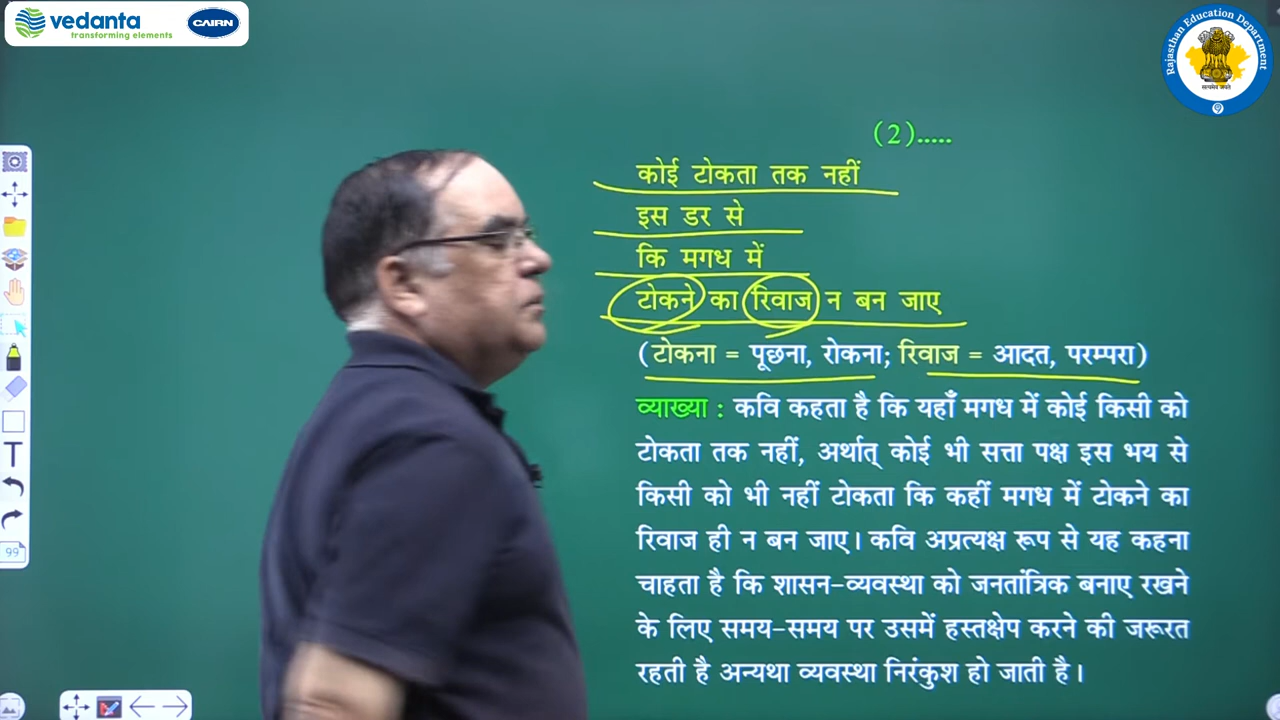 vedanta
transforming elements
CAIRN
Rajasthan Education Department
सत्यमेव जयते
(2).....
कोई टोकता तक नहीं
इस डर से
कि मगध में
टोकने का रिवाज न बन जाए
(टोकना = पूछना, रोकना; रिवाज = आदत, परम्परा)
व्याख्या : कवि कहता है कि यहाँ मगध में कोई किसी को
टोकता तक नहीं, अर्थात् कोई भी सत्ता पक्ष इस भय से
किसी को भी नहीं टोकता कि कहीं मगध में टोकने का
रिवाज ही न बन जाए। कवि अप्रत्यक्ष रूप से यह कहना
चाहता है कि शासन-व्यवस्था को जनतांत्रिक बनाए रखने
के लिए समय-समय पर उसमें हस्तक्षेप करने की जरूरत
रहती है अन्यथा व्यवस्था निरंकुश हो जाती है।
T
99